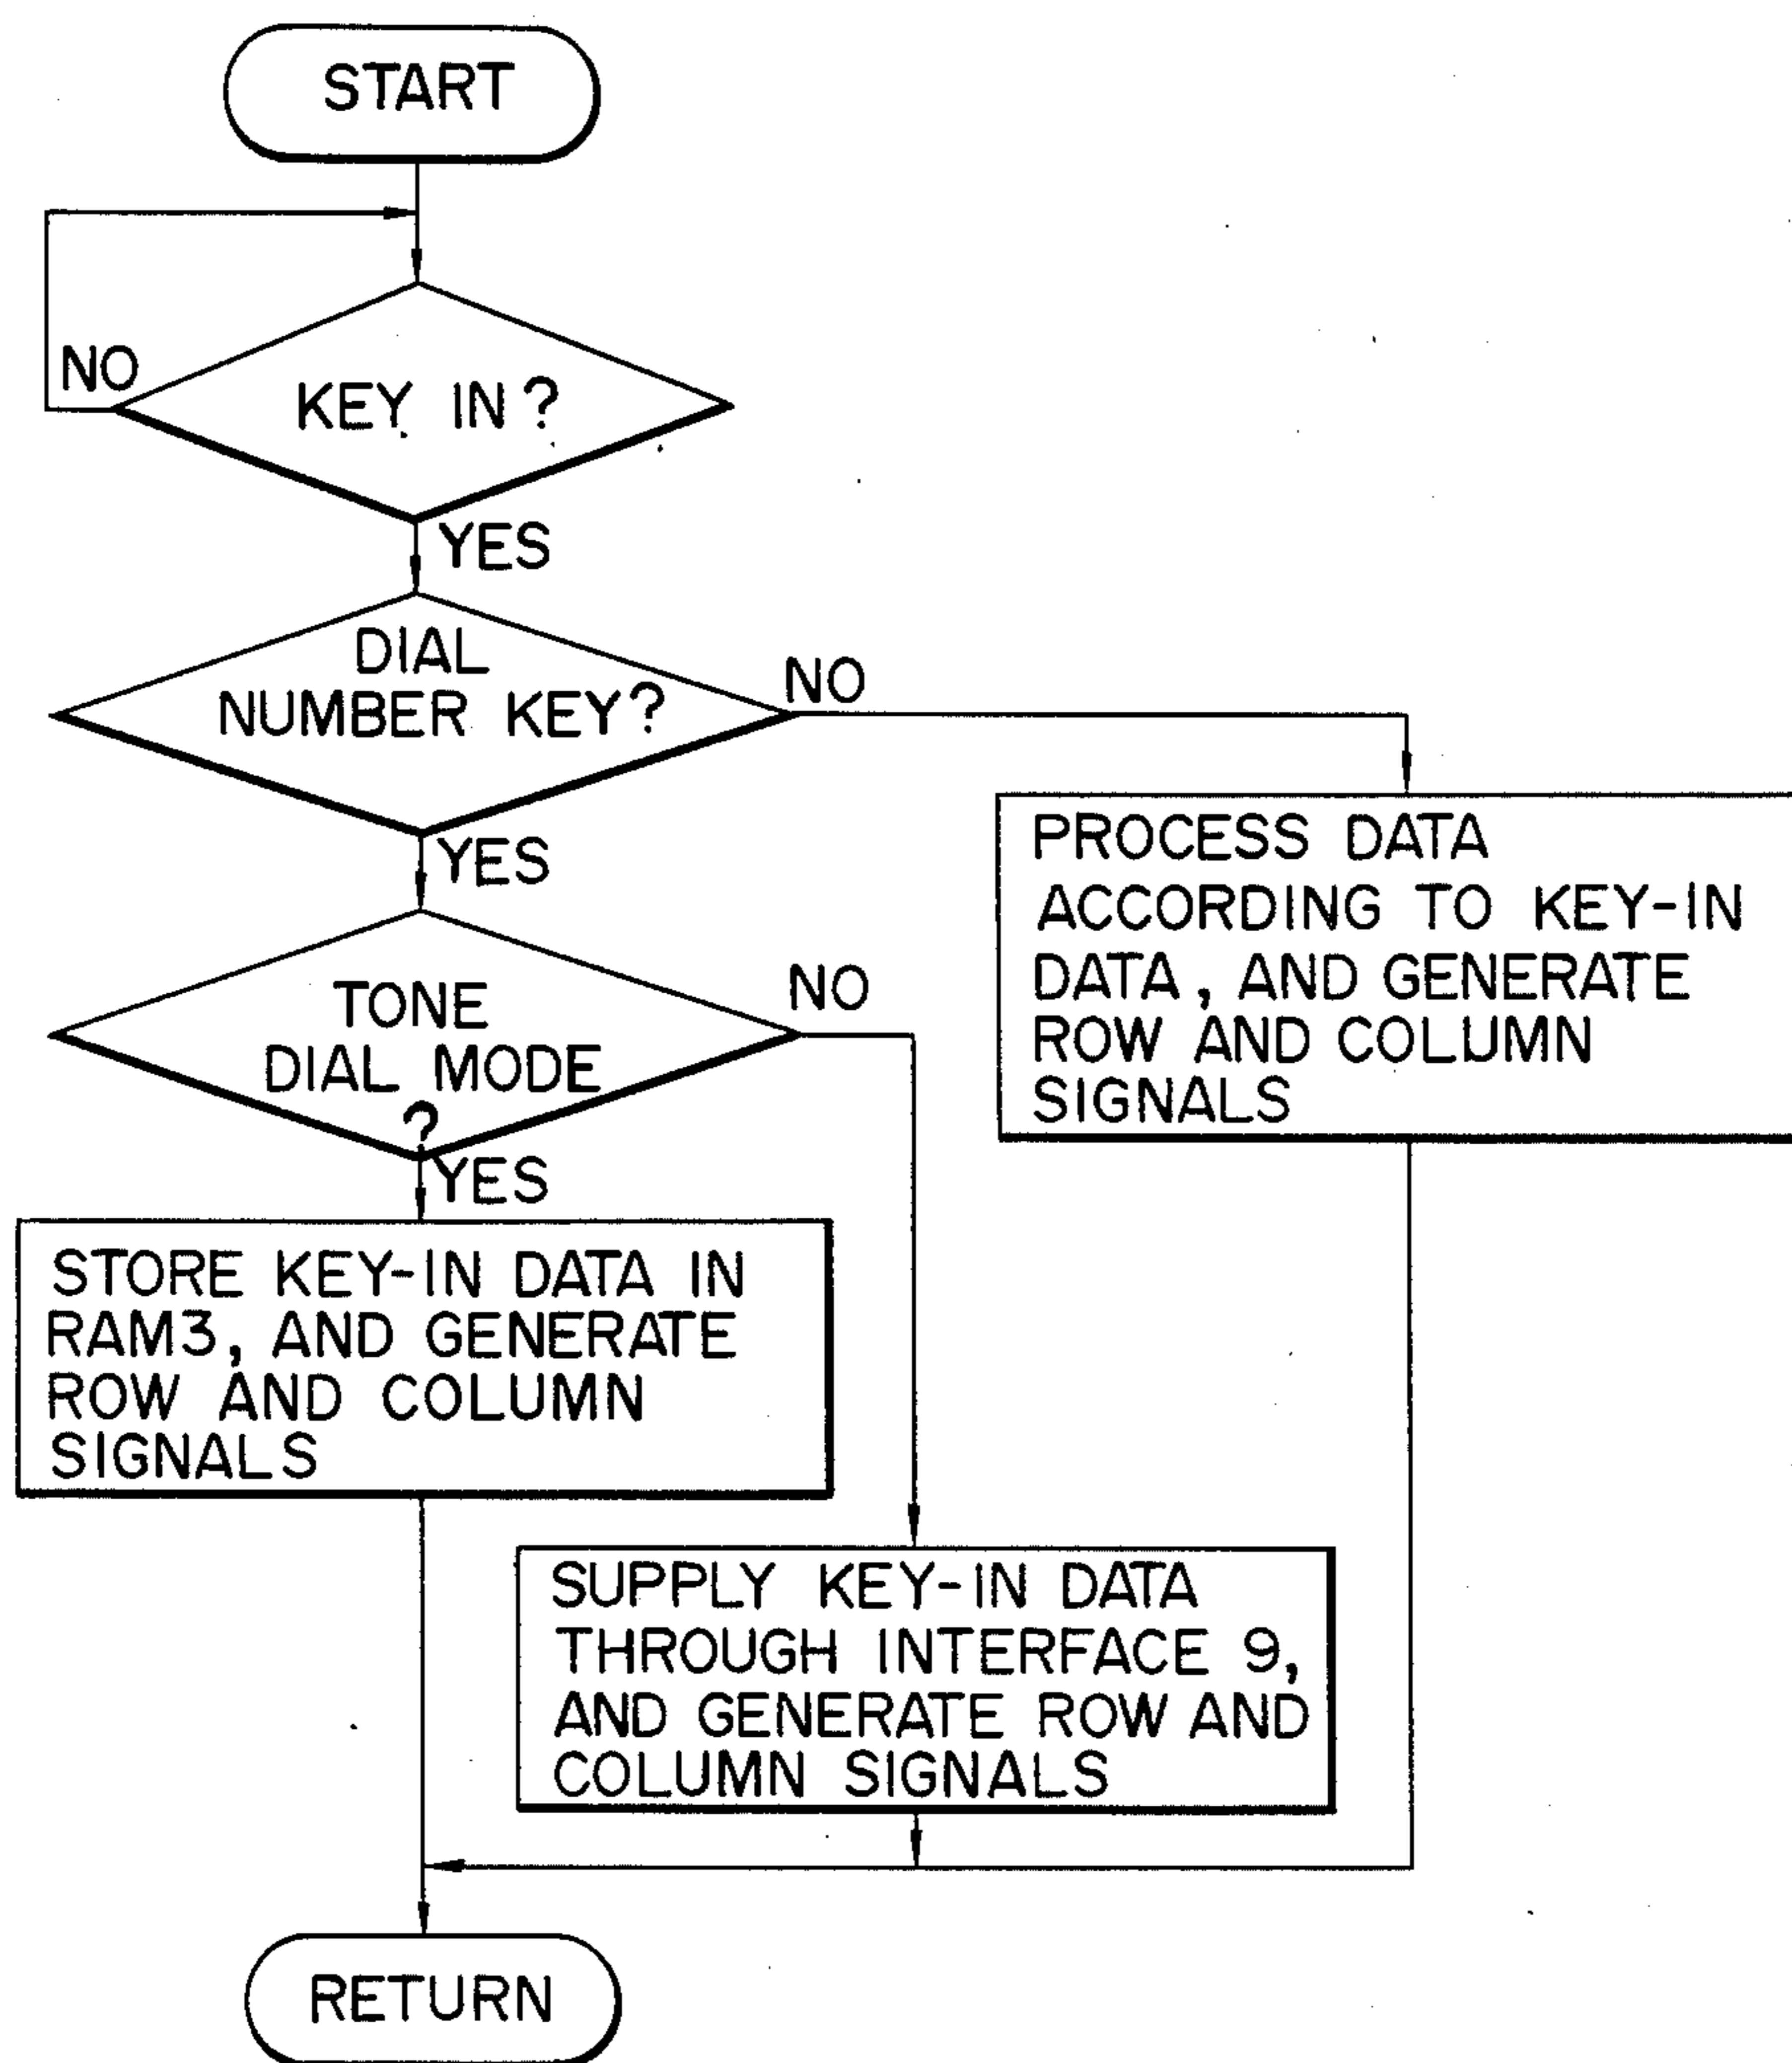 START
NO
KEY IN?
YES
DIAL
NUMBER KEY?
NO
YES
PROCESS DATA
ACCORDING TO KEY-IN
DATA, AND GENERATE
ROW AND COLUMN
SIGNALS
TONE
DIAL MODE
?
NO
YES
STORE KEY-IN DATA IN
RAM3, AND GENERATE
ROW AND COLUMN
SIGNALS
SUPPLY KEY-IN DATA
THROUGH INTERFACE 9,
AND GENERATE ROW AND
COLUMN SIGNALS
RETURN